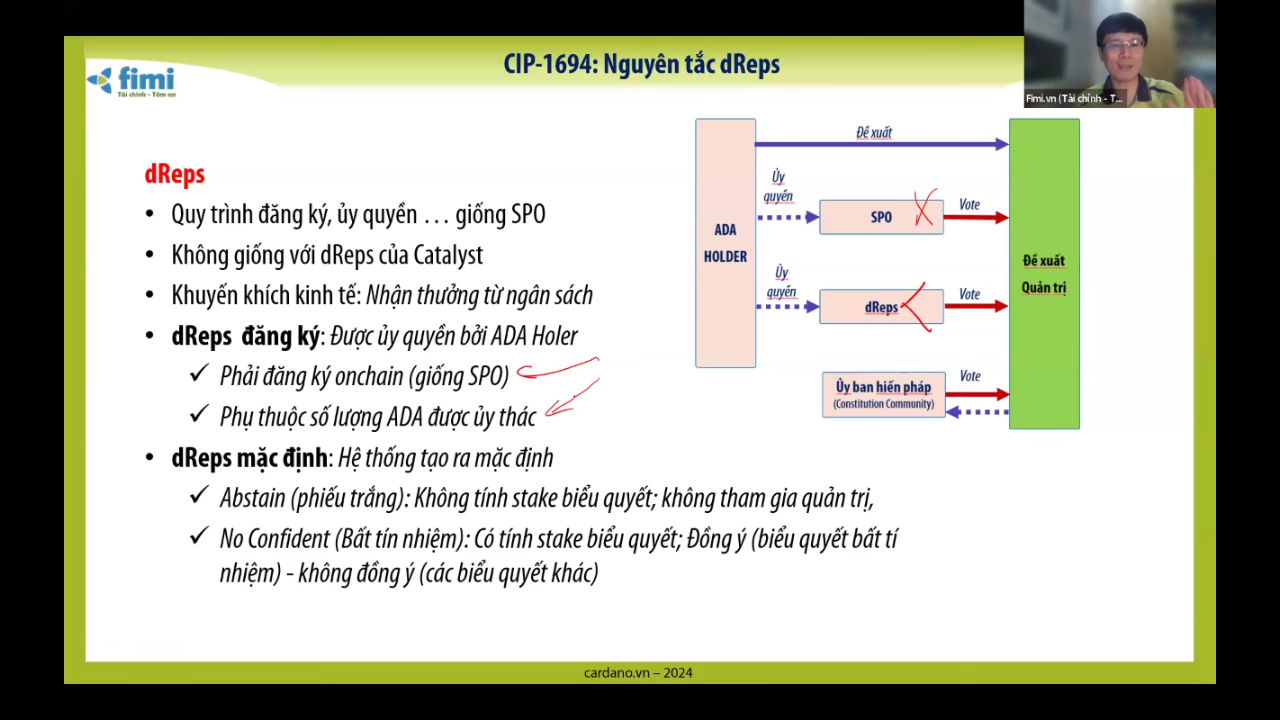 CIP-1694: Nguyên tắc dReps
fimi
Tài chính - Tâm an
Fimi.vn (Tài chính - T...
dReps
• Quy trình đăng ký, ủy quyền … giống SPO
• Không giống với dReps của Catalyst
• Khuyến khích kinh tế: Nhận thưởng từ ngân sách
• dReps đăng ký: Được ủy quyền bởi ADA Holer
✓ Phải đăng ký onchain (giống SPO)
✓ Phụ thuộc số lượng ADA được ủy thác
• dReps mặc định: Hệ thống tạo ra mặc định
✓ Abstain (phiếu trắng): Không tính stake biểu quyết; không tham gia quản trị,
✓ No Confident (Bất tín nhiệm): Có tính stake biểu quyết; Đồng ý (biểu quyết bất tí
nhiệm) - không đồng ý (các biểu quyết khác)
ADA
HOLDER
Đề xuất
Ủy
quyền
SPO
Vote
Ủy
quyền
dReps
Vote
Ủy ban hiến pháp
(Constitution Community)
Vote
Đề xuất
Quản trị
cardano.vn – 2024